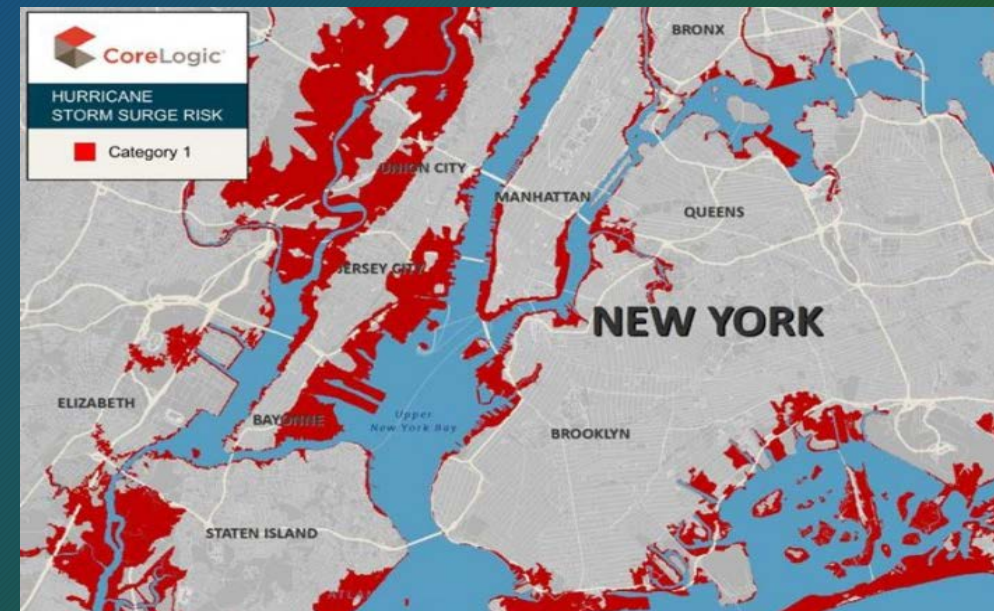 CoreLogic
HURRICANE
STORM SURGE RISK
Category 1
BRONX
UNION CITY
MANHATTAN
QUEENS
JERSEY CITY
NEW YORK
ELIZABETH
BAYONNE
Upper
New York Bay
BROOKLYN
STATEN ISLAND